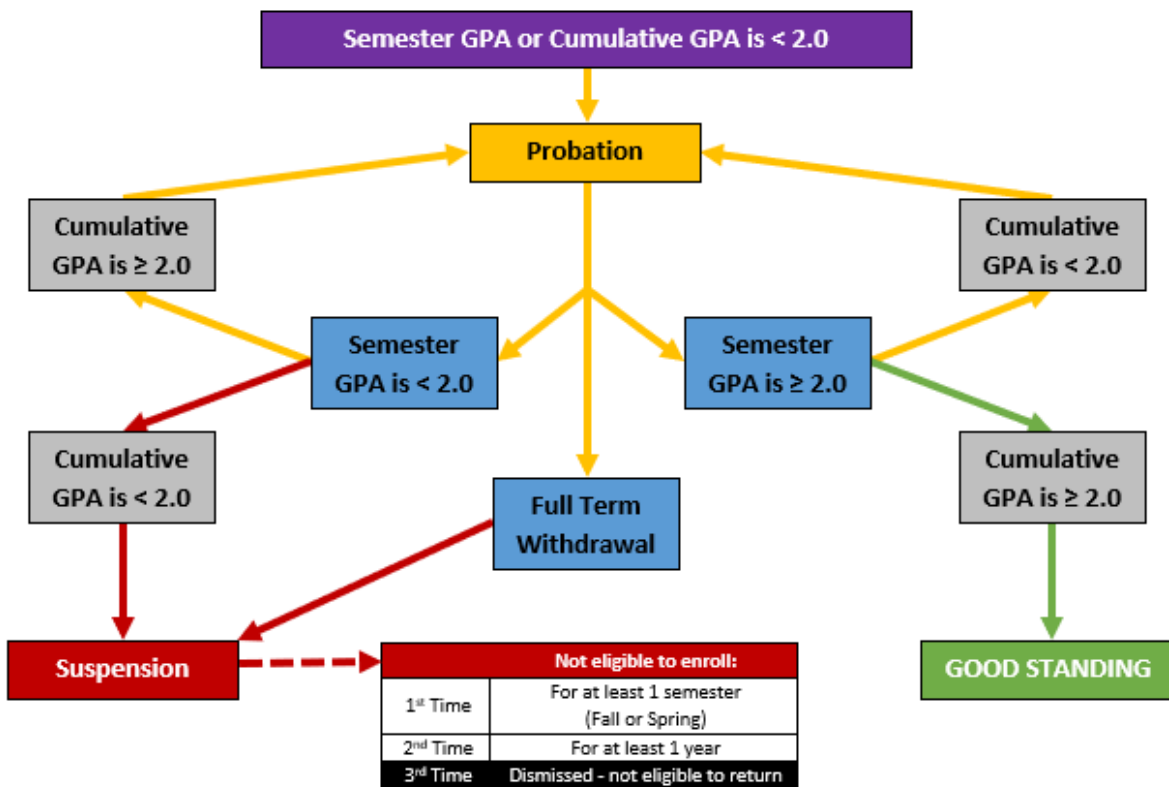 Semester GPA or Cumulative GPA is < 2.0
Probation
Cumulative
GPA is ≥ 2.0
Cumulative
GPA is < 2.0
Semester
GPA is < 2.0
Semester
GPA is ≥ 2.0
Cumulative
GPA is < 2.0
Full Term
Withdrawal
Cumulative
GPA is ≥ 2.0
Suspension
Not eligible to enroll:
1st Time
For at least 1 semester
(Fall or Spring)
2nd Time
For at least 1 year
3rd Time
Dismissed - not eligible to return
GOOD STANDING